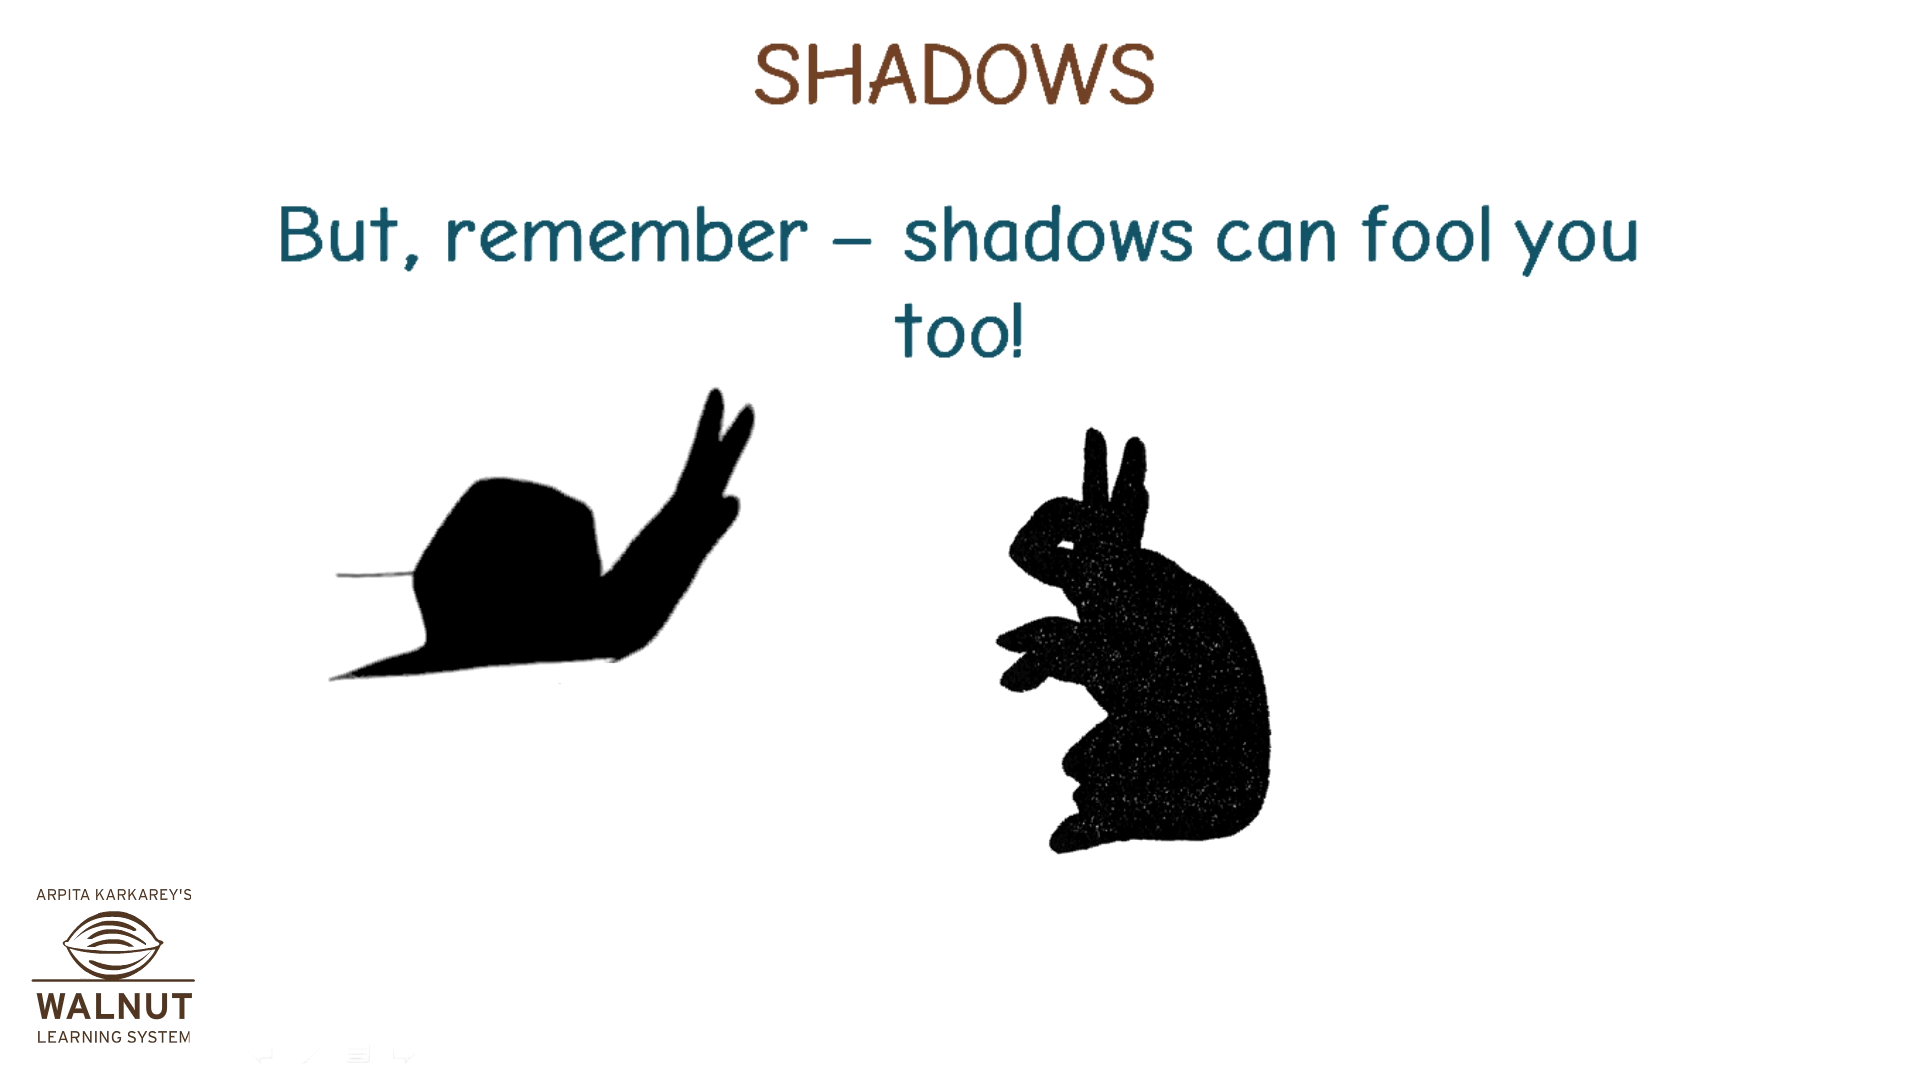 SHADOWS
But, remember – shadows can fool you
too!
ARPITA KARKAREY'S
WALNUT
LEARNING SYSTEM